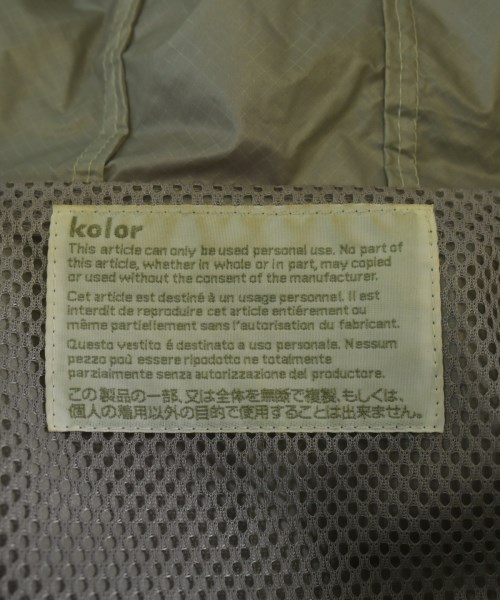 kolor
This article can only be used personal use. No part of
this article, whether in whole or in part, may copied
or used without the consent of the manufacturer.
Cet article est destiné à un usage personnel. Il est
interdit de reproduire cet article entiérement ou
même partiellement sans l'autorisation du fabricant.
Questo vestito é destinato a uso personale. Nessum
pezzo poü essere ripodotto ne totalmente
parzialmente senza autorizzazione del productore.
この製品の一部、又は全体を無断で複製、もしくは、
個人の着用以外の目的で使用することは出来ません。